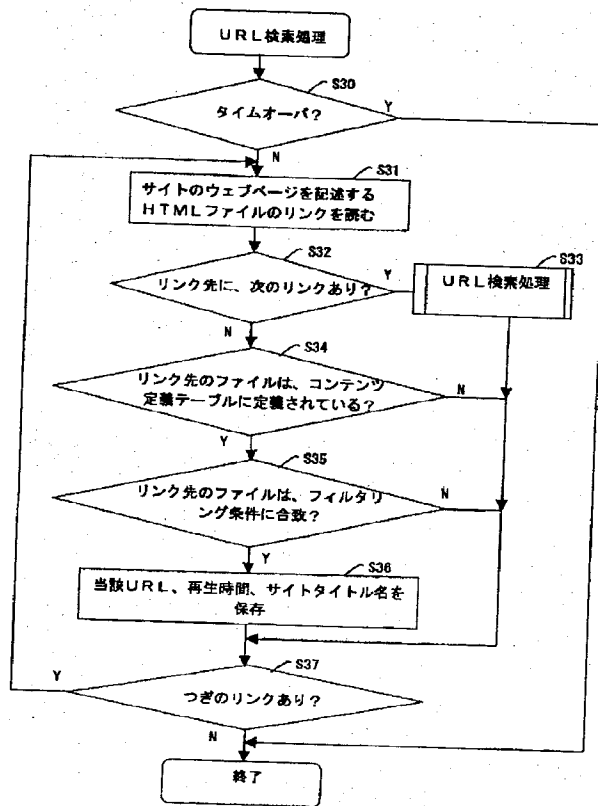 URL検索処理
S30
タイムオーバ?
Y
N
S31
サイトのウェブページを記述する
HTMLファイルのリンクを読む
S32
リンク先に、次のリンクあり?
Y
S33
URL検索処理
N
S34
リンク先のファイルは、コンテンツ
定義テーブルに定義されている?
N
Y
S35
リンク先のファイルは、フィルタリ
ング条件に合致?
N
Y
S36
当該URL、再生時間、サイトタイトル名を
保存
S37
Y
つぎのリンクあり?
N
終了